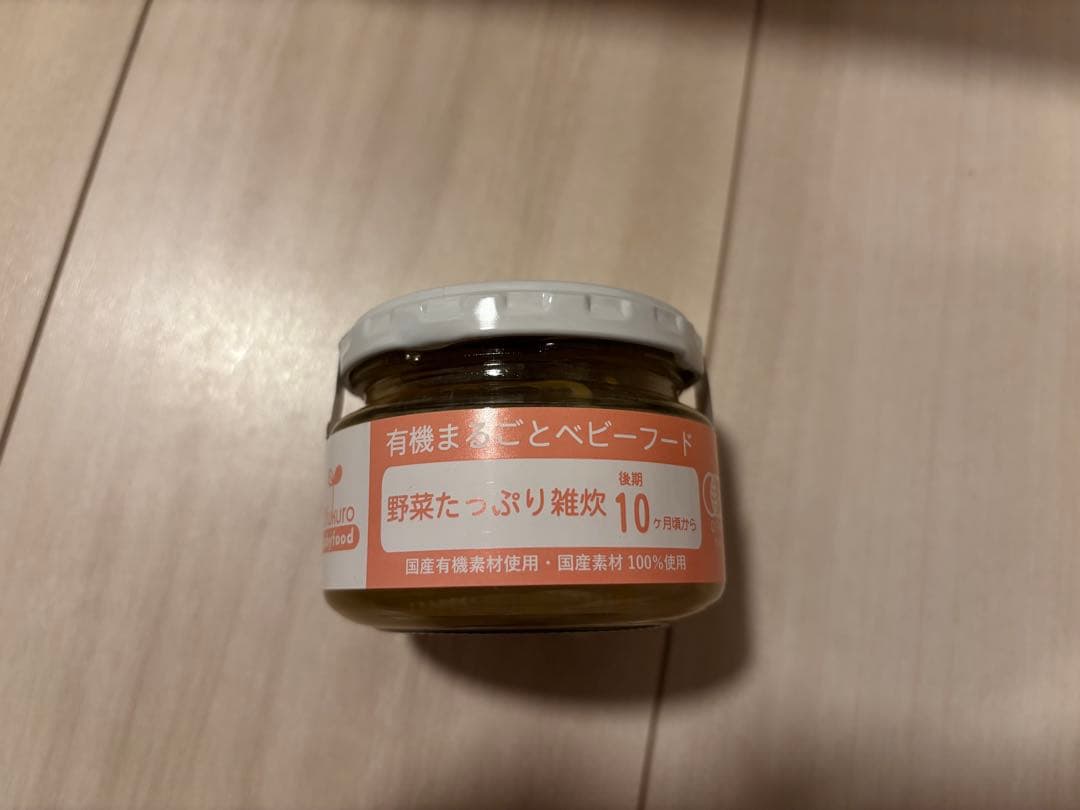 有機まるごとベビーフード
野菜たっぷり雑炊
後期
10ヶ月頃から
国産有機素材使用・国産素材100%使用